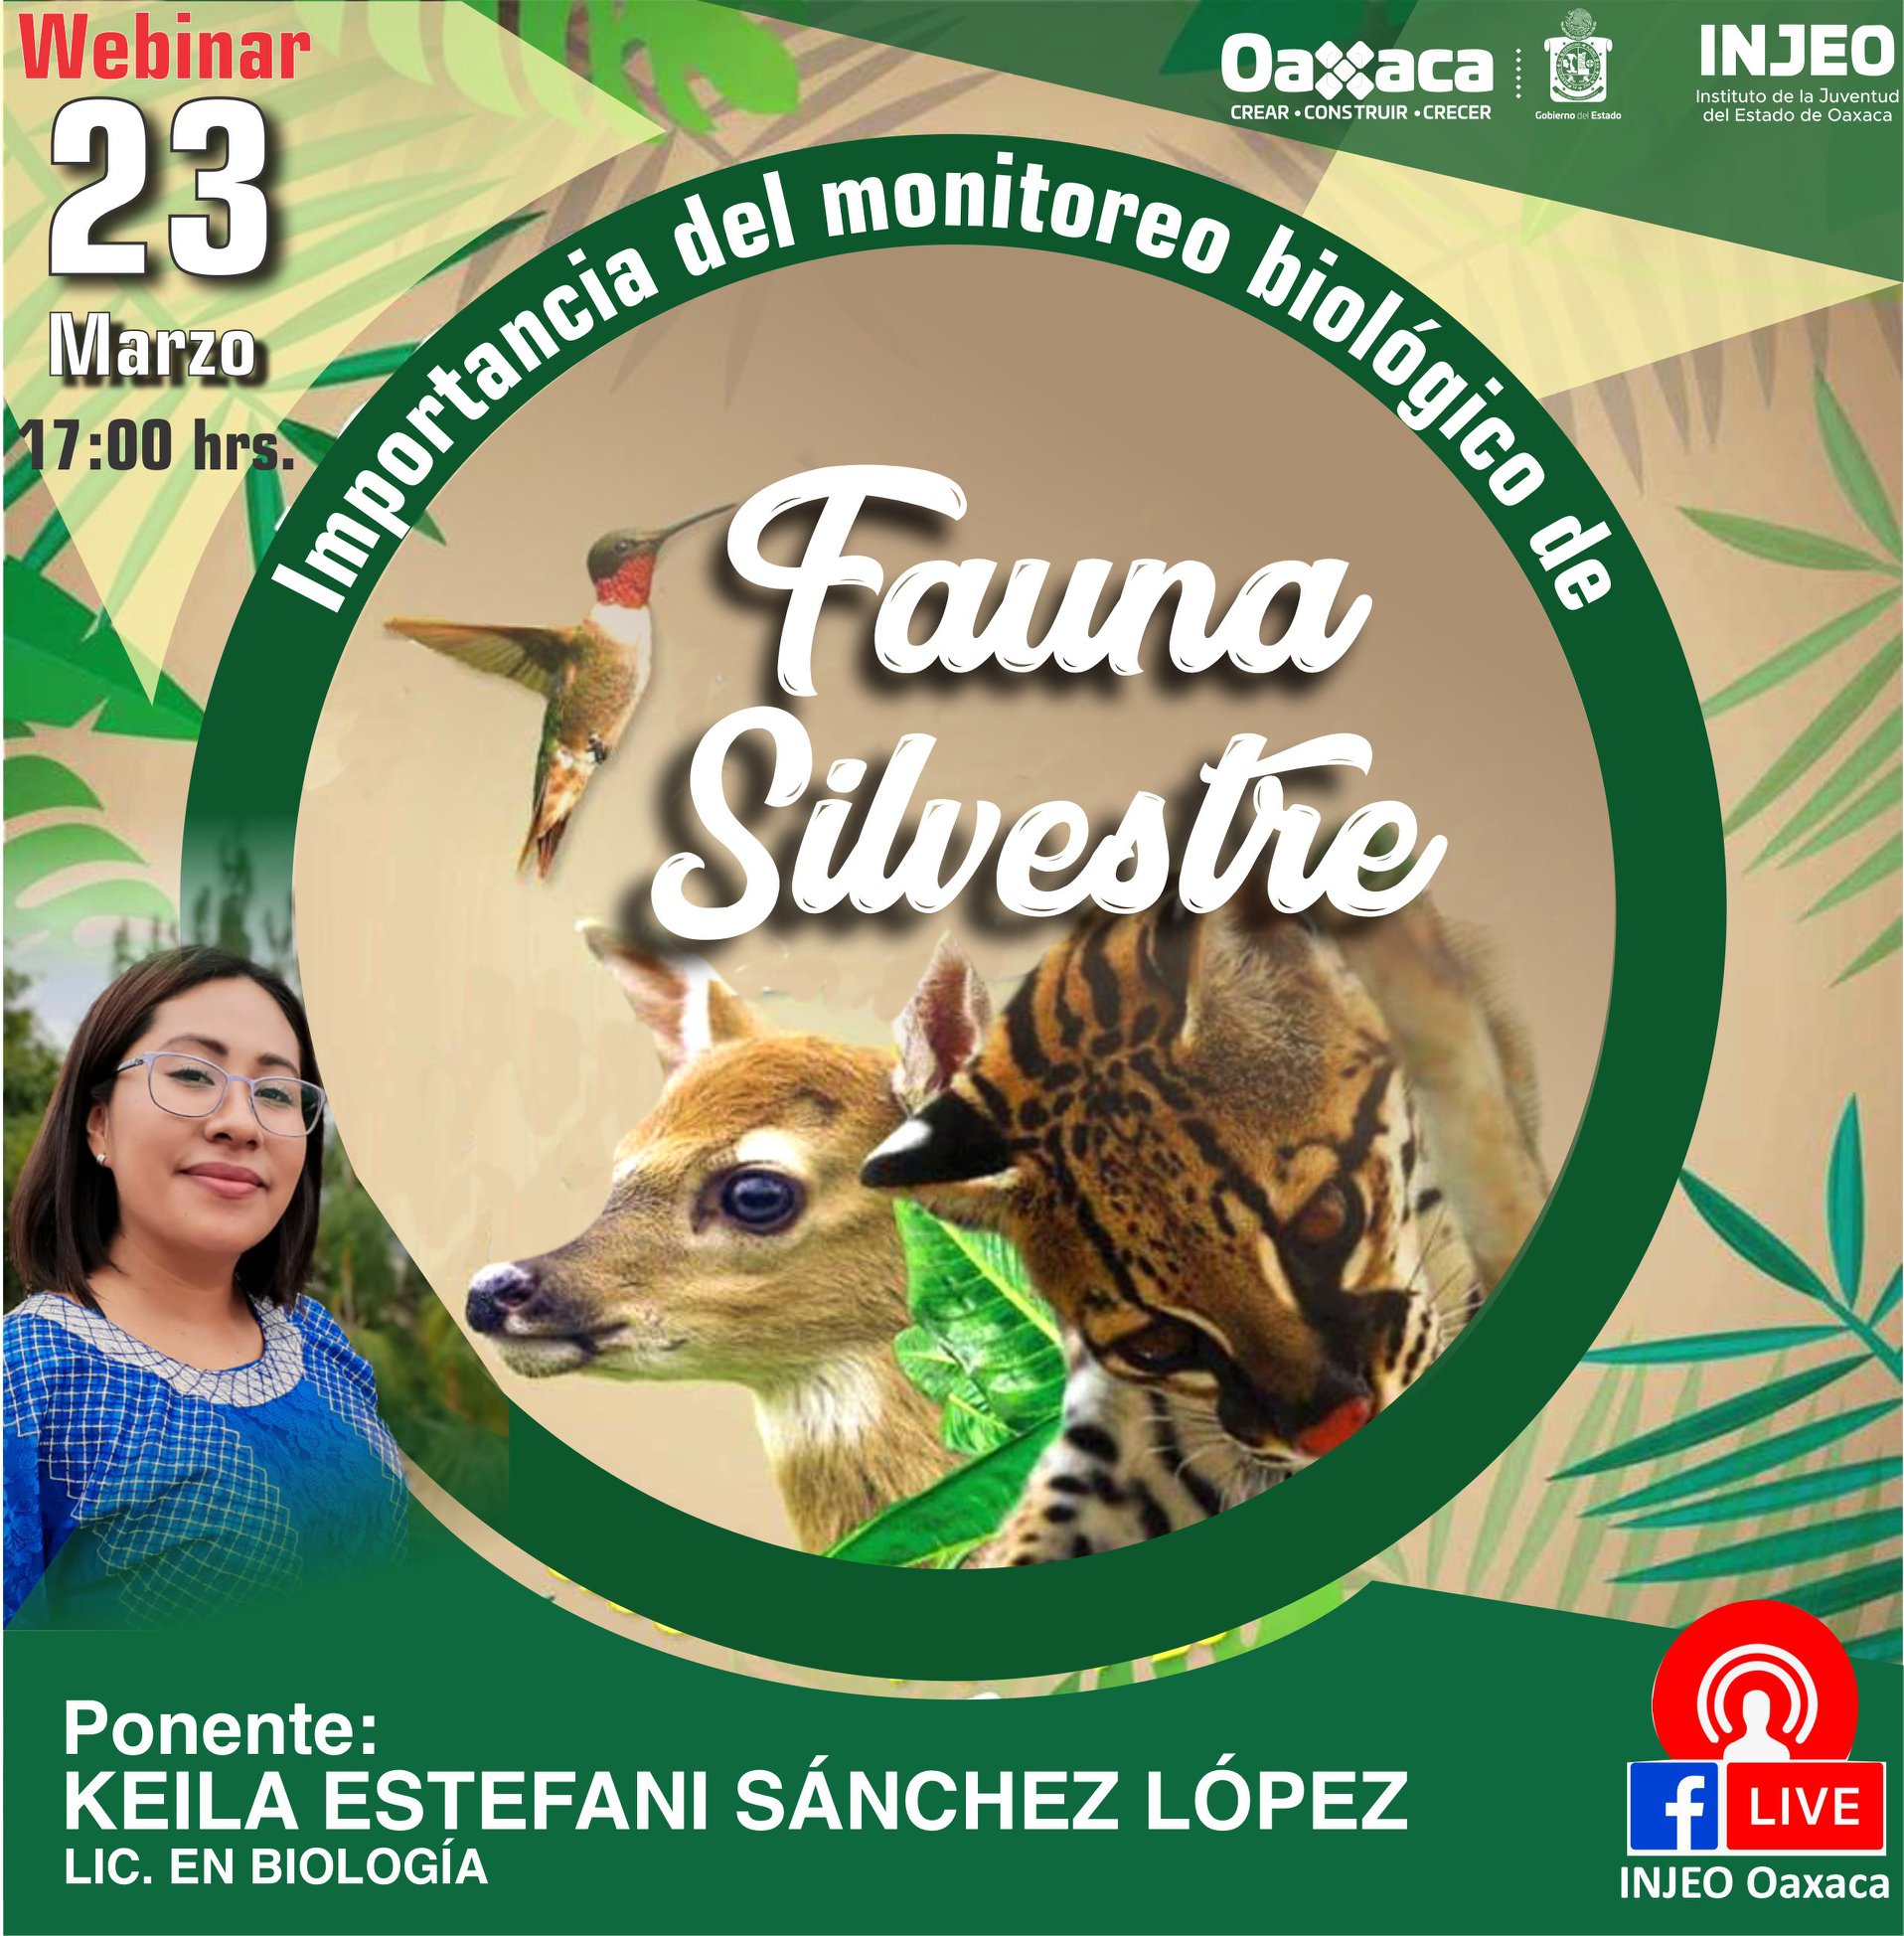 Webinar
23
Marzo
17:00 hrs.
Oaxaca
CREAR • CONSTRUIR • CRECER
Gobierno del Estado
INJEO
Instituto de la Juventud
del Estado de Oaxaca
Importancia del monitoreo biológico de
Fauna
Silvestre
Ponente:
KEILA ESTEFANI SÁNCHEZ LÓPEZ
LIC. EN BIOLOGÍA
f LIVE
INJEO Oaxaca